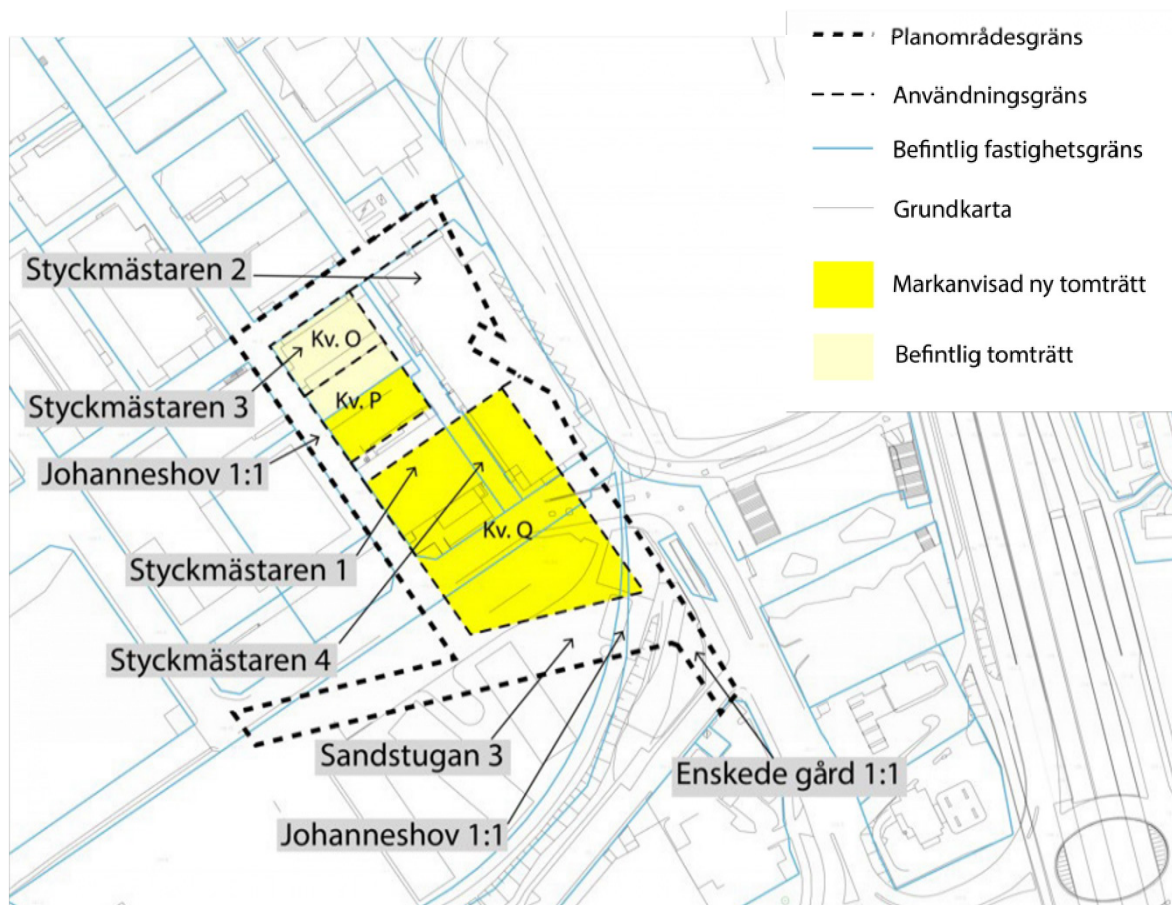 Planområdesgräns
Användningsgräns
Befintlig fastighetsgräns
Grundkarta
Markanvisad ny tomträtt
Befintlig tomträtt
Styckmästaren 2
Kv. O
Styckmästaren 3
Kv. P
Johanneshov 1:1
Kv. Q
Styckmästaren 1
Styckmästaren 4
Sandstugan 3
Enskede gård 1:1
Johanneshov 1:1